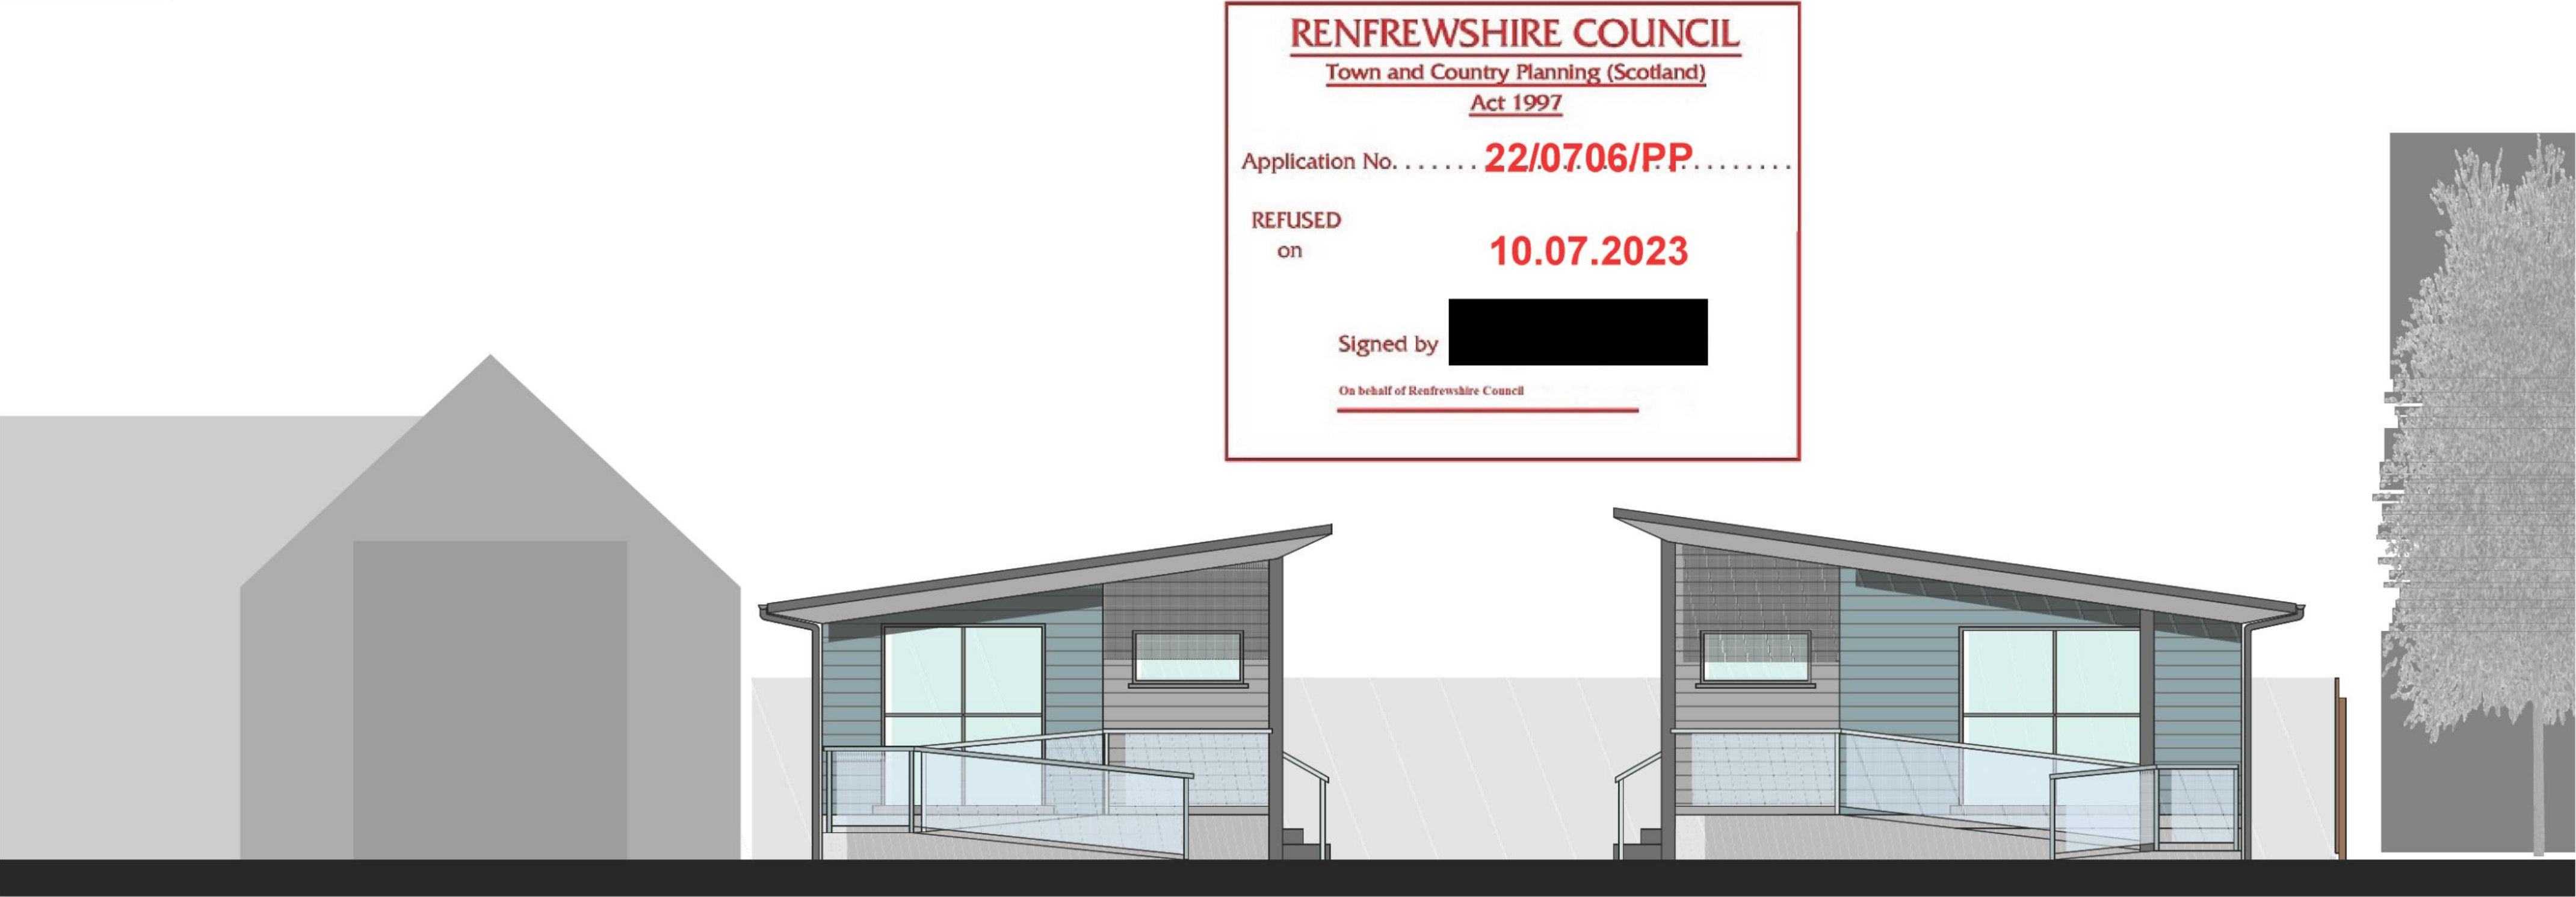 RENFREWSHIRE COUNCIL
Town and Country Planning (Scotland)
Act 1997
Application No. . . . . . . 22/0706/PP . . . . . . . .
REFUSED
on
10.07.2023
Signed by
On behalf of Renfrewshire Council